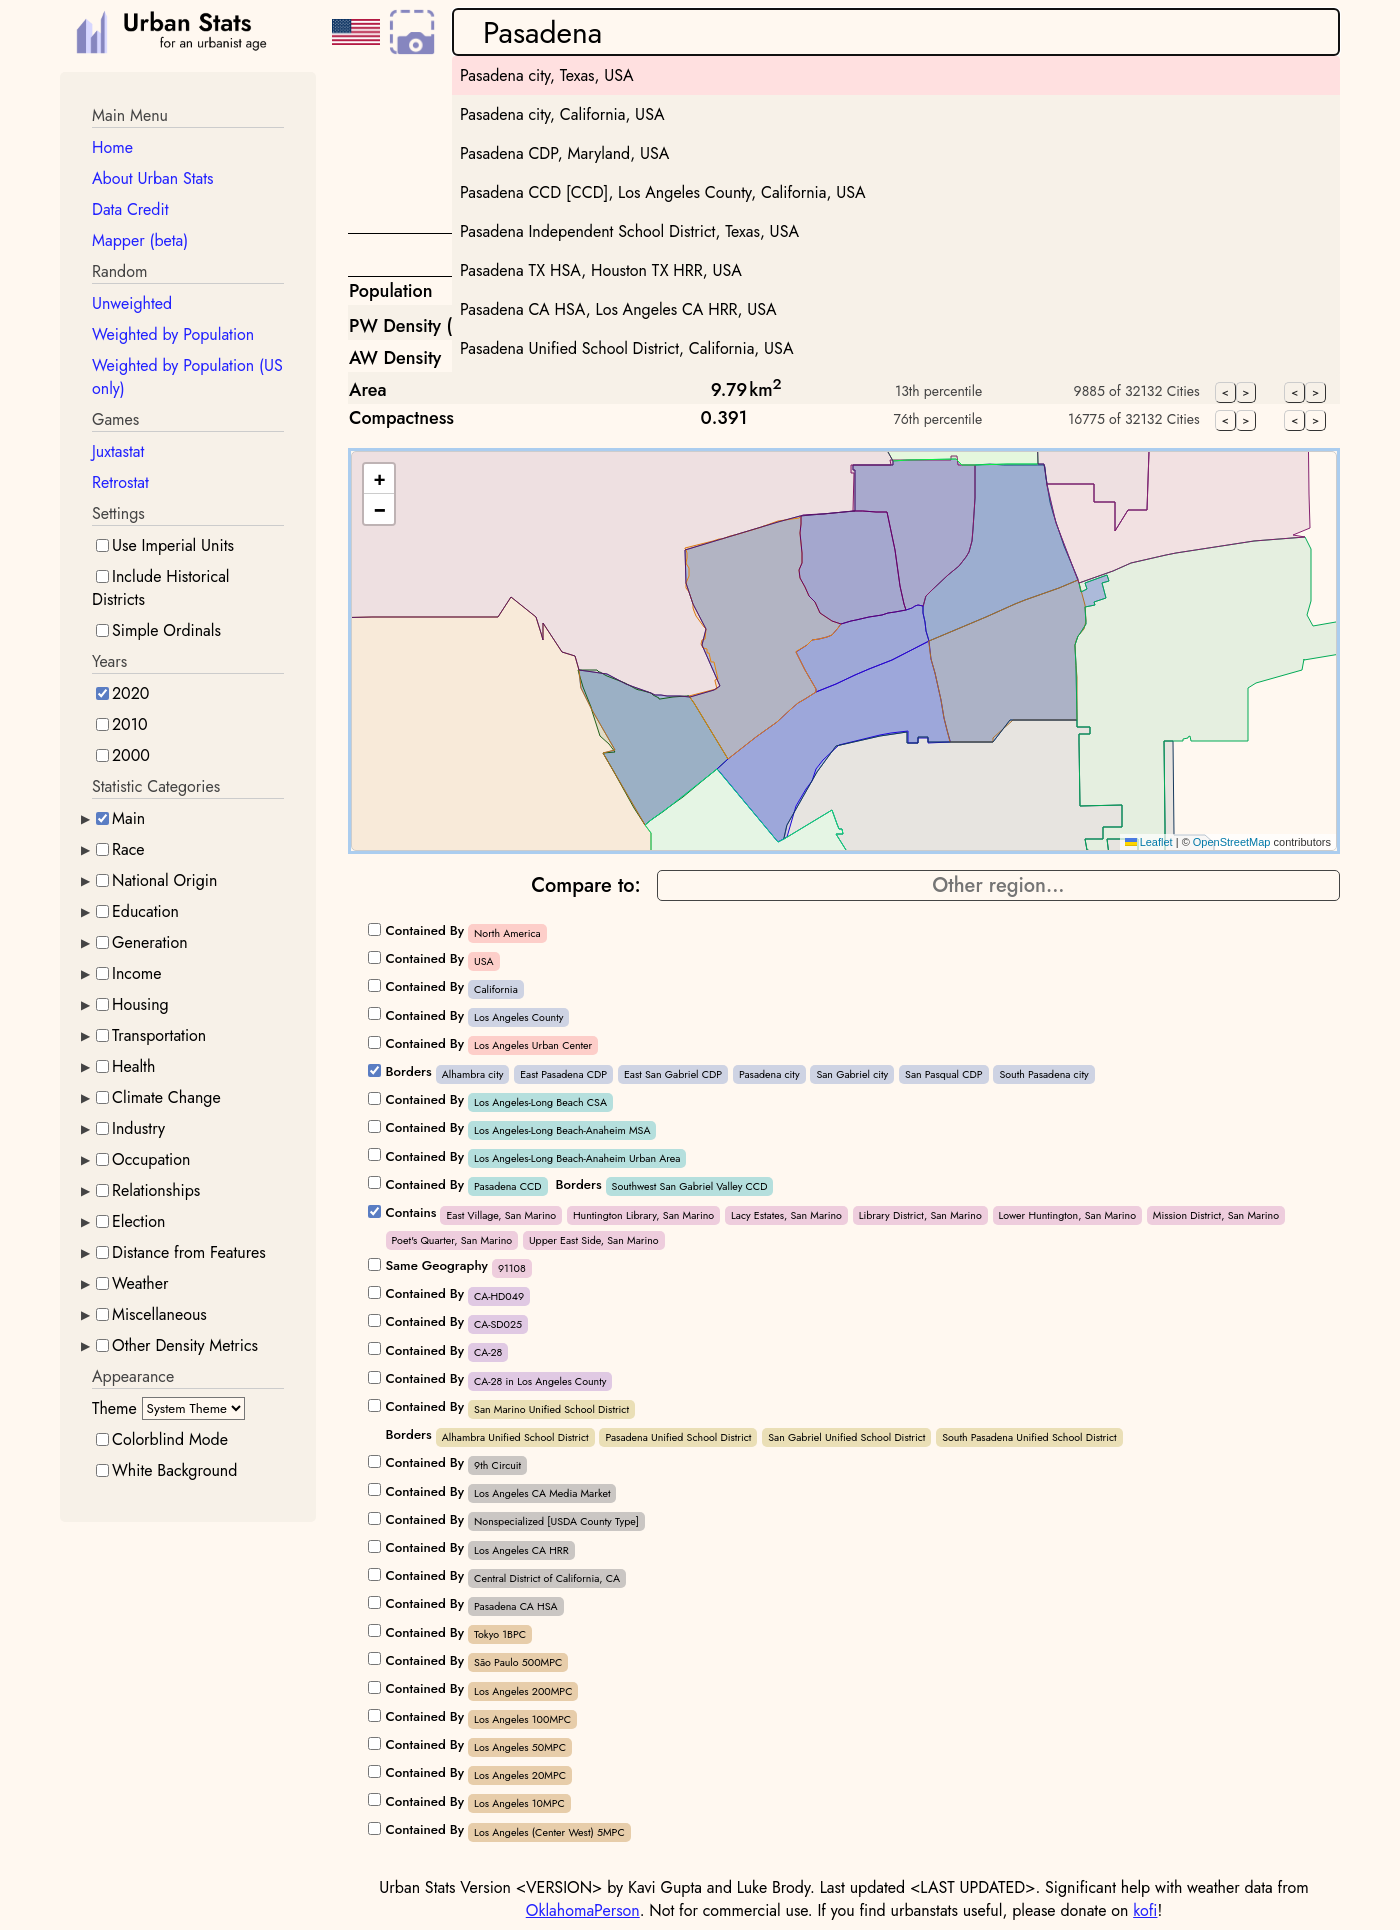 Urban Stats
for an urbanist age
Pasadena
Pasadena city, Texas, USA
Pasadena city, California, USA
Pasadena CDP, Maryland, USA
Pasadena CCD [CCD], Los Angeles County, California, USA
Pasadena Independent School District, Texas, USA
Pasadena TX HSA, Houston TX HRR, USA
Pasadena CA HSA, Los Angeles CA HRR, USA
Pasadena Unified School District, California, USA
Main Menu
Home
About Urban Stats
Data Credit
Mapper (beta)
Random
Unweighted
Weighted by Population
Weighted by Population (US
only)
Games
Juxtastat
Retrostat
Settings
Use Imperial Units
Include Historical
Districts
Simple Ordinals
Years
2020
2010
2000
Statistic Categories
Main
Race
National Origin
Education
Generation
Income
Housing
Transportation
Health
Climate Change
Industry
Occupation
Relationships
Election
Distance from Features
Weather
Miscellaneous
Other Density Metrics
Appearance
Theme System Theme
Colorblind Mode
White Background
Population
PW Density (
AW Density
Area 9.79 km² 13th percentile 9885 of 32132 Cities < > < >
Compactness 0.391 76th percentile 16775 of 32132 Cities < > < >
+
−
Leaflet | © OpenStreetMap contributors
Compare to: Other region...
Contained By North America
Contained By USA
Contained By California
Contained By Los Angeles County
Contained By Los Angeles Urban Center
Borders Alhambra city East Pasadena CDP East San Gabriel CDP Pasadena city San Gabriel city San Pasqual CDP South Pasadena city
Contained By Los Angeles-Long Beach CSA
Contained By Los Angeles-Long Beach-Anaheim MSA
Contained By Los Angeles-Long Beach-Anaheim Urban Area
Contained By Pasadena CCD Borders Southwest San Gabriel Valley CCD
Contains East Village, San Marino Huntington Library, San Marino Lacy Estates, San Marino Library District, San Marino Lower Huntington, San Marino Mission District, San Marino
Poet's Quarter, San Marino Upper East Side, San Marino
Same Geography 91108
Contained By CA-HD049
Contained By CA-SD025
Contained By CA-28
Contained By CA-28 in Los Angeles County
Contained By San Marino Unified School District
Borders Alhambra Unified School District Pasadena Unified School District San Gabriel Unified School District South Pasadena Unified School District
Contained By 9th Circuit
Contained By Los Angeles CA Media Market
Contained By Nonspecialized [USDA County Type]
Contained By Los Angeles CA HRR
Contained By Central District of California, CA
Contained By Pasadena CA HSA
Contained By Tokyo 1BPC
Contained By São Paulo 500MPC
Contained By Los Angeles 200MPC
Contained By Los Angeles 100MPC
Contained By Los Angeles 50MPC
Contained By Los Angeles 20MPC
Contained By Los Angeles 10MPC
Contained By Los Angeles (Center West) 5MPC
Urban Stats Version <VERSION> by Kavi Gupta and Luke Brody. Last updated <LAST UPDATED>. Significant help with weather data from
OklahomaPerson. Not for commercial use. If you find urbanstats useful, please donate on kofi!